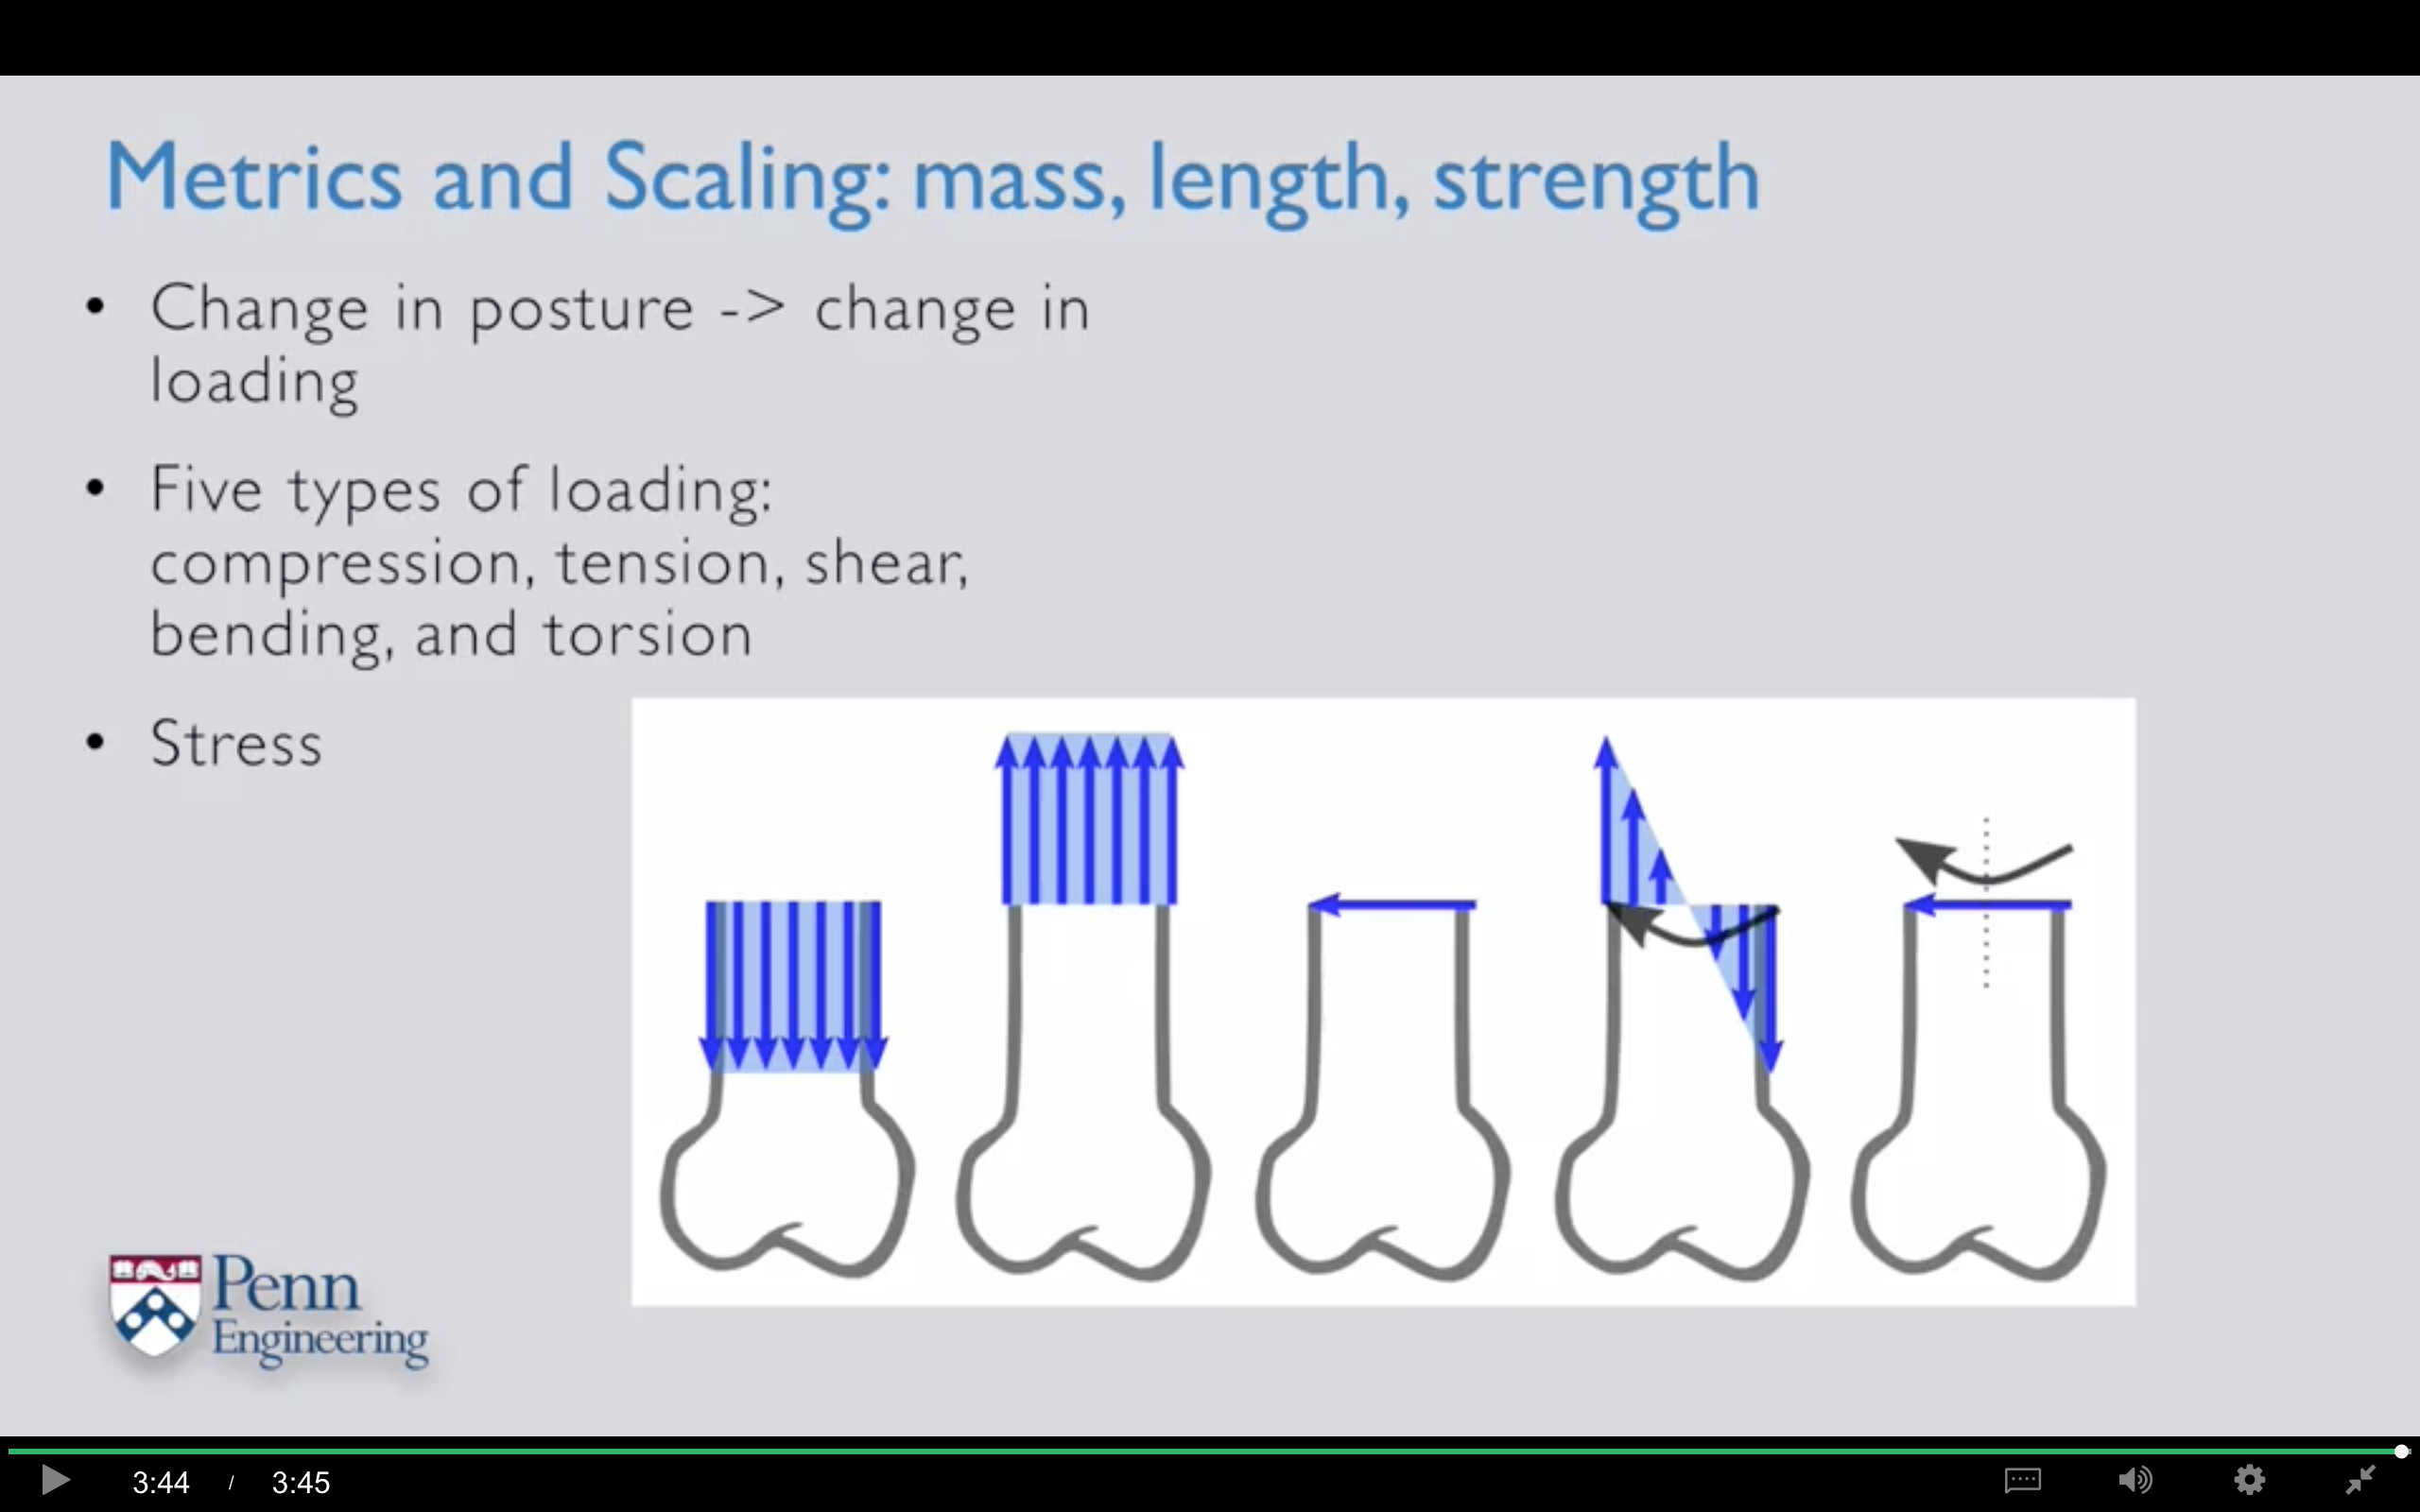 Metrics and Scaling: mass, length, strength
• Change in posture -> change in
loading
• Five types of loading:
compression, tension, shear,
bending, and torsion
• Stress
Penn
Engineering
3:44 / 3:45